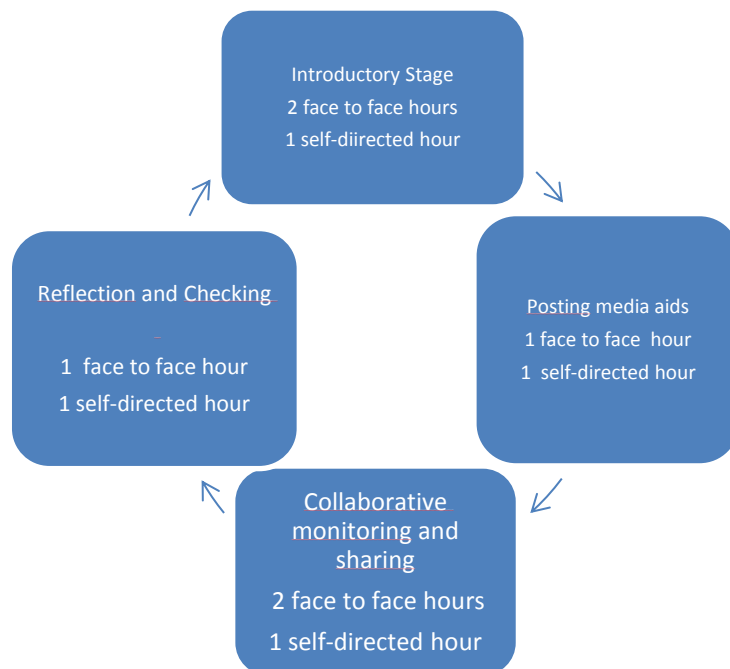 Introductory Stage
2 face to face hours
1 self-diirected hour
Posting media aids
1 face to face hour
1 self-directed hour
Collaborative
monitoring and
sharing
2 face to face hours
1 self-directed hour
Reflection and Checking
1 face to face hour
1 self-directed hour